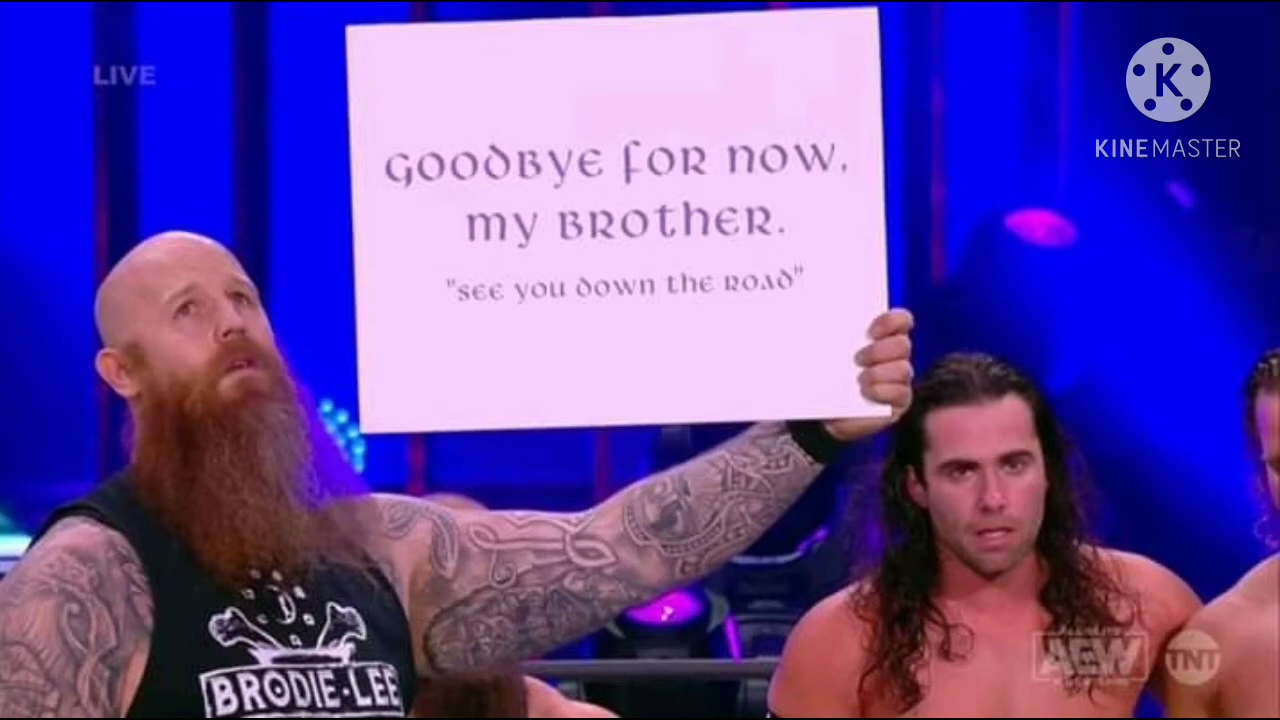 LIVE
GOODBYE FOR NOW,
MY BROTHER.
"SEE YOU DOWN THE ROAD"
K
KINEMASTER
BRODIE·LEE
AEW
TNT